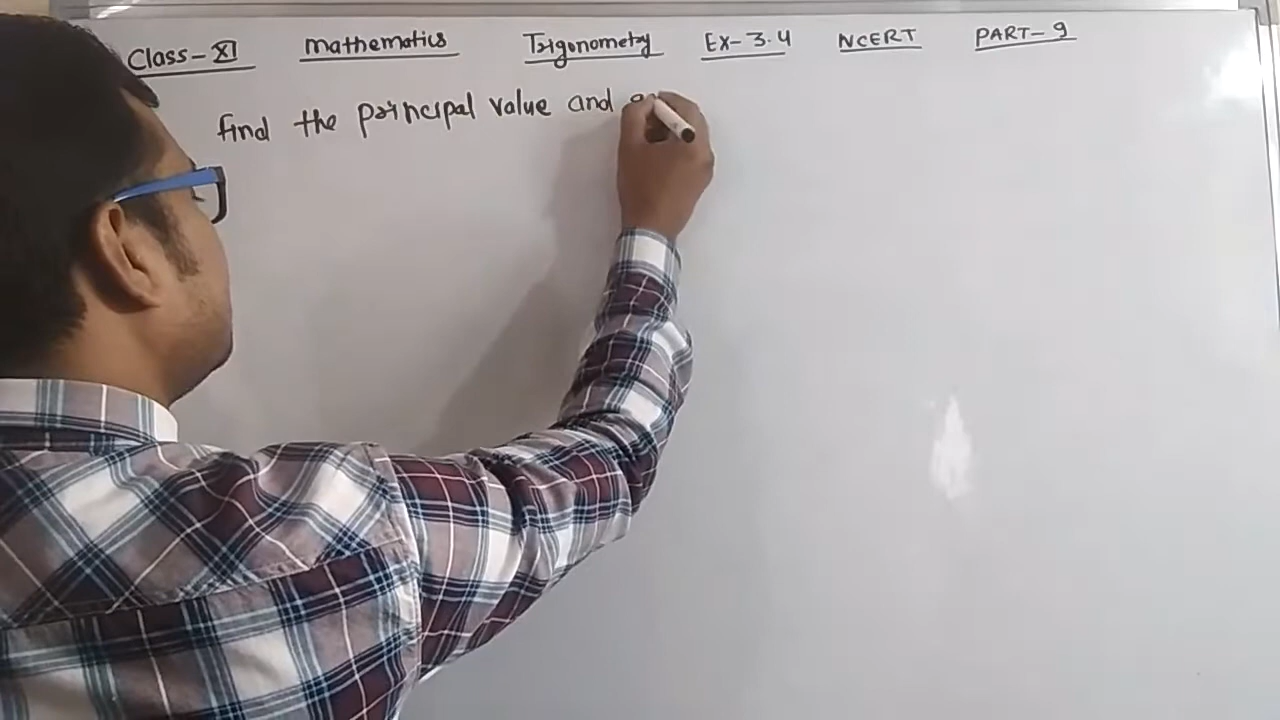 Class-XI mathematics Trigonometry Ex-3.4 NCERT PART-9
find the principal value and